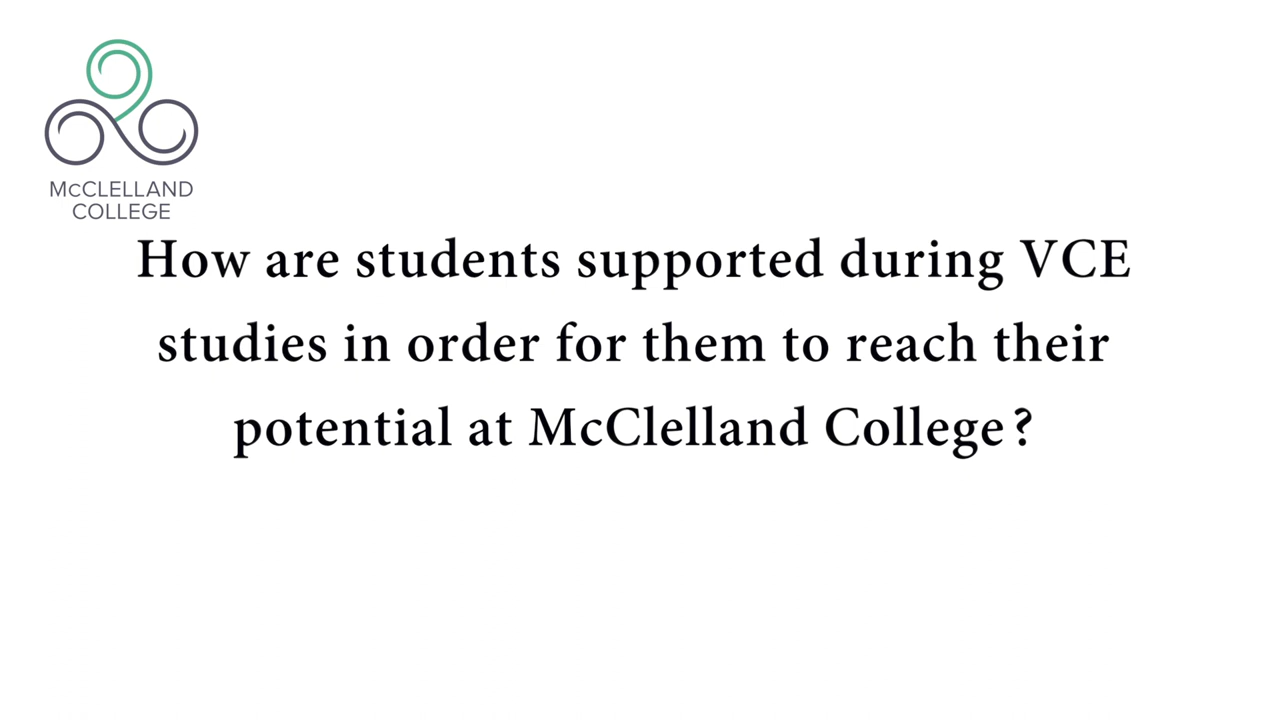 McCLELLAND
COLLEGE
How are students supported during VCE
studies in order for them to reach their
potential at McClelland College?